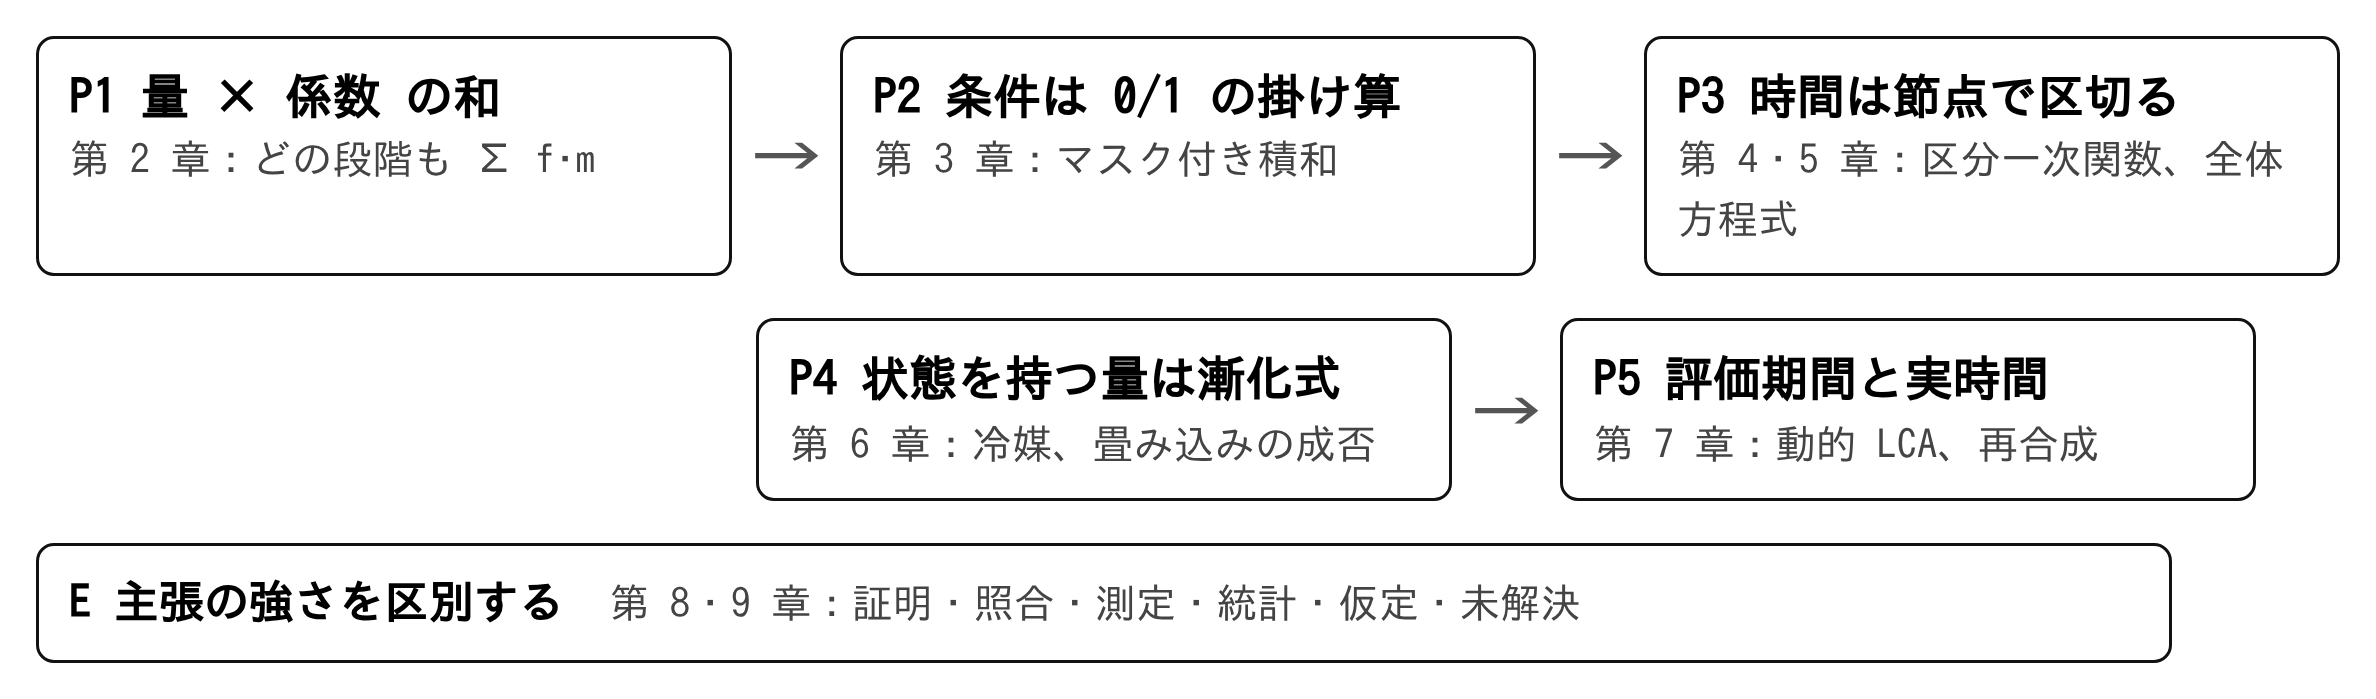 P1 量 × 係数 の和
第 2 章：どの段階も Σ f·m
→
P2 条件は 0/1 の掛け算
第 3 章：マスク付き積和
→
P3 時間は節点で区切る
第 4・5 章：区分一次関数、全体
方程式
P4 状態を持つ量は漸化式
第 6 章：冷媒、畳み込みの成否
→
P5 評価期間と実時間
第 7 章：動的 LCA、再合成
E 主張の強さを区別する 第 8・9 章：証明・照合・測定・統計・仮定・未解決